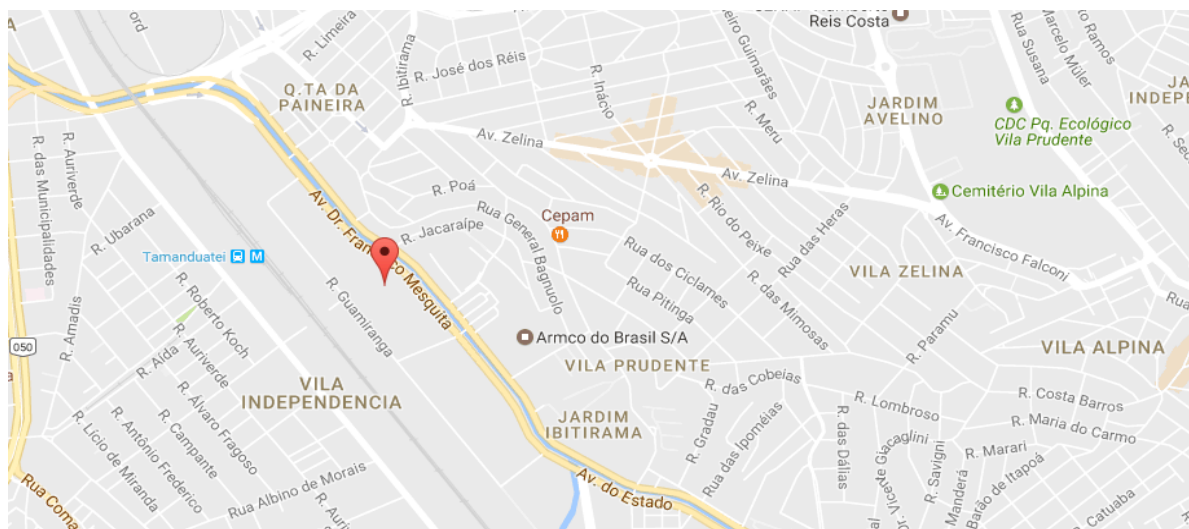 Reis Costa
R. Limeira
R. Ibitirama
R. José dos Réis
R. Inácio
R. Meru
Rua Susana
Marcelo Müler
Ramos
Q.TA DA
PAINEIRA
JARDIM
AVELINO
CDC Pq. Ecológico
Vila Prudente
Av. Zelina
Av. Zelina
R. das Municipalidades
R. Auriverde
R. Ubarana
R. Poá
R. Jacaraípe
Rua General Bagnuolo
Cepam
R. Rio do Peixe
Rua das Heras
Cemitério Vila Alpina
Av. Francisco Falconi
Tamanduateí
M
Av. Dr. Francisco Mesquita
Rua dos Ciclames
Rua Pitinga
R. das Mimosas
VILA ZELINA
R. Amadis
R. Roberto Koch
R. Guamiranga
Armco do Brasil S/A
R. Paramu
050
R. Aída
R. Auriverde
VILA PRUDENTE
VILA ALPINA
VILA
INDEPENDENCIA
R. Álvaro Fragoso
R. Campante
R. Antônio Frederico
R. Lício de Miranda
JARDIM
IBITIRAMA
R. das Cobeias
R. Gradau
Rua das Ipoméias
R. Lombroso
R. Costa Barros
R. Maria do Carmo
R. das Dálias
R. Savigni
R. Marari
Manderá
Barão de Itapoá
Rua Albino de Morais
Av. do Estado
Catuaba